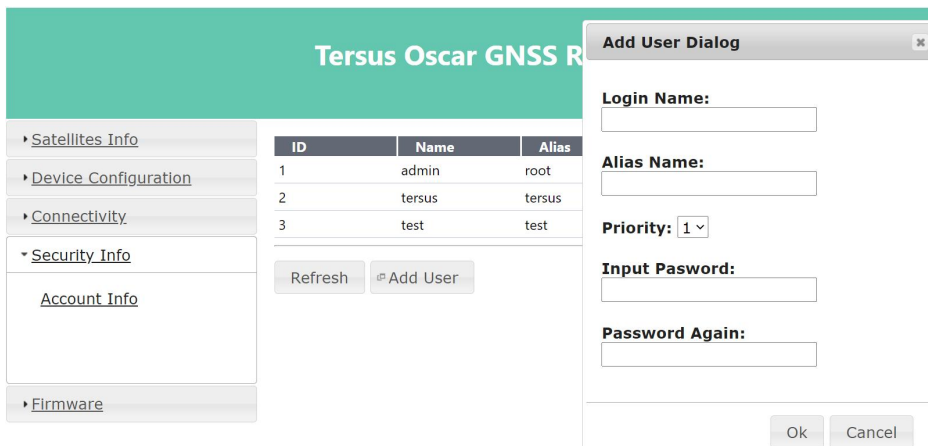 Tersus Oscar GNSS R
Satellites Info
Device Configuration
Connectivity
Security Info
Account Info
Firmware
ID Name Alias
1 admin root
2 tersus tersus
3 test test
Refresh Add User
Add User Dialog
Login Name:
Alias Name:
Priority: 1
Input Pasword:
Password Again:
Ok Cancel